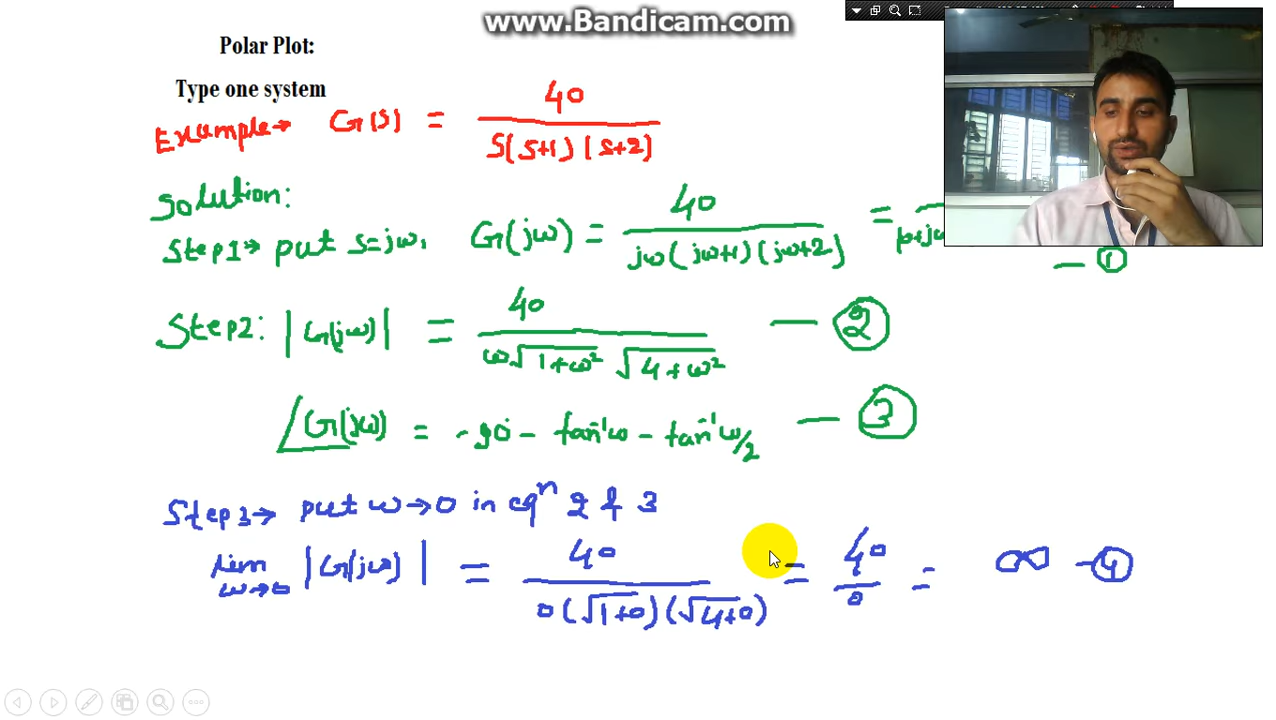 www.Bandicam.com
Polar Plot:
Type one system
Example→ G(s) = 40 / s(s+1)(s+2)
Solution:
Step1→ put s=jω, G(jω) = 40 / jω(jω+1)(jω+2) =
— ①
Step2: |G(jω)| = 40 / ω√1+ω² √4+ω² — ②
∠G(jω) = -90 - tan⁻¹ω - tan⁻¹ω/2 — ③
Step3→ put ω→0 in eqⁿ 2 & 3
lim ω→0 |G(jω)| = 40 / 0(√1+0)(√4+0) = 40/0 = ∞ -④